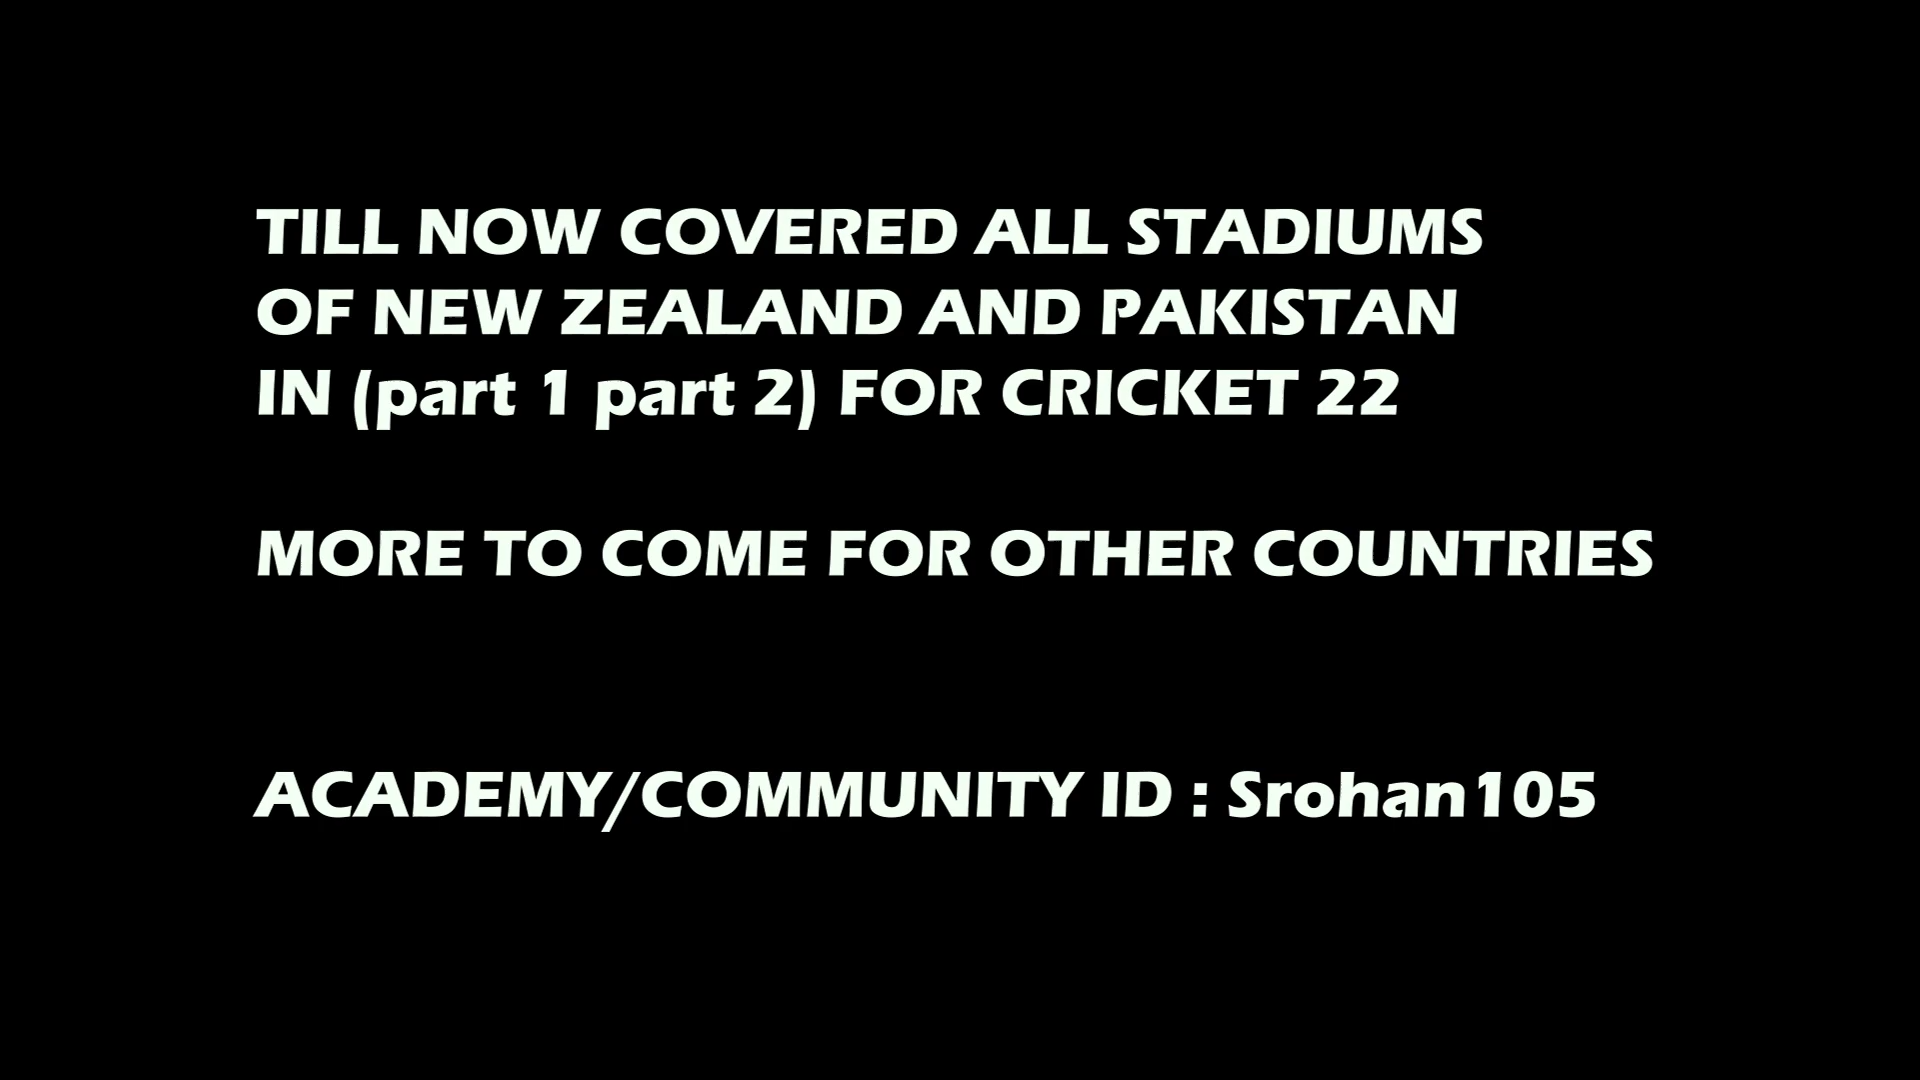 TILL NOW COVERED ALL STADIUMS
OF NEW ZEALAND AND PAKISTAN
IN (part 1 part 2) FOR CRICKET 22
MORE TO COME FOR OTHER COUNTRIES
ACADEMY/COMMUNITY ID : Srohan105